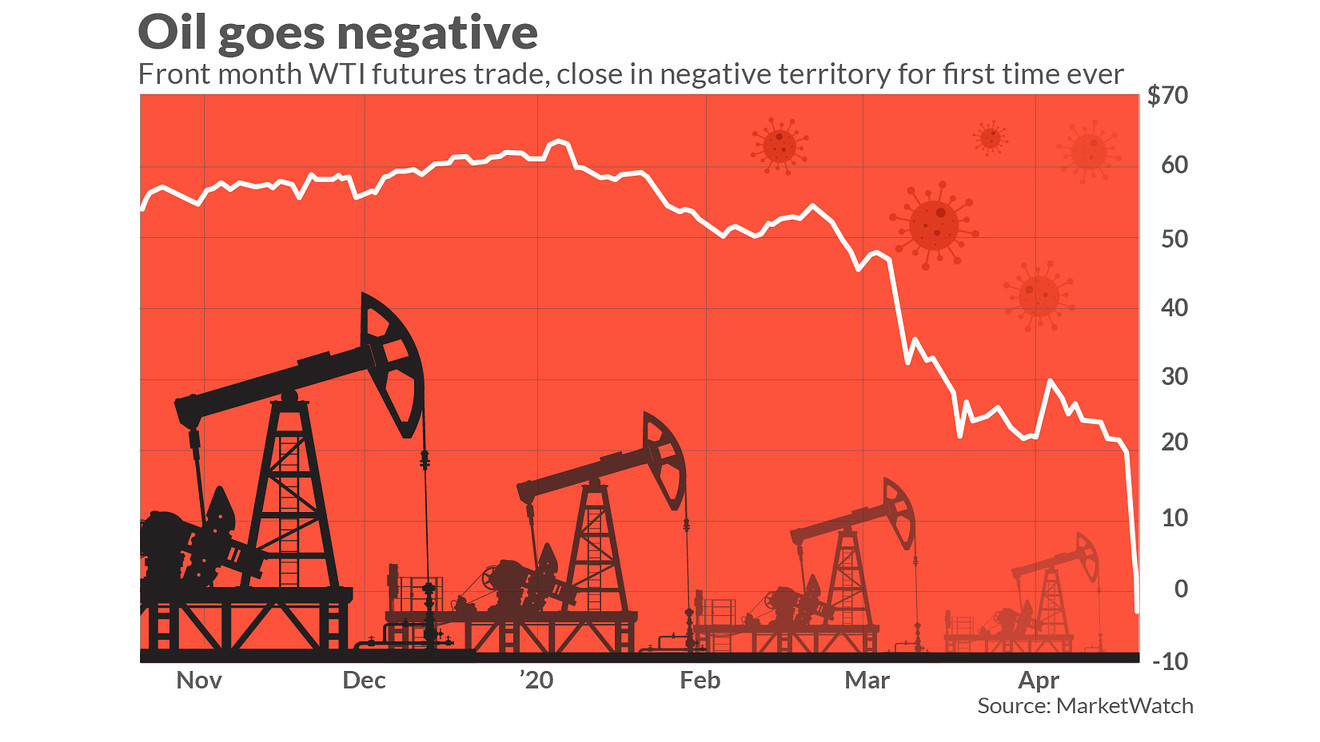 Oil goes negative
Front month WTI futures trade, close in negative territory for first time ever
$70
60
50
40
30
20
10
0
-10
Nov Dec ’20 Feb Mar Apr
Source: MarketWatch